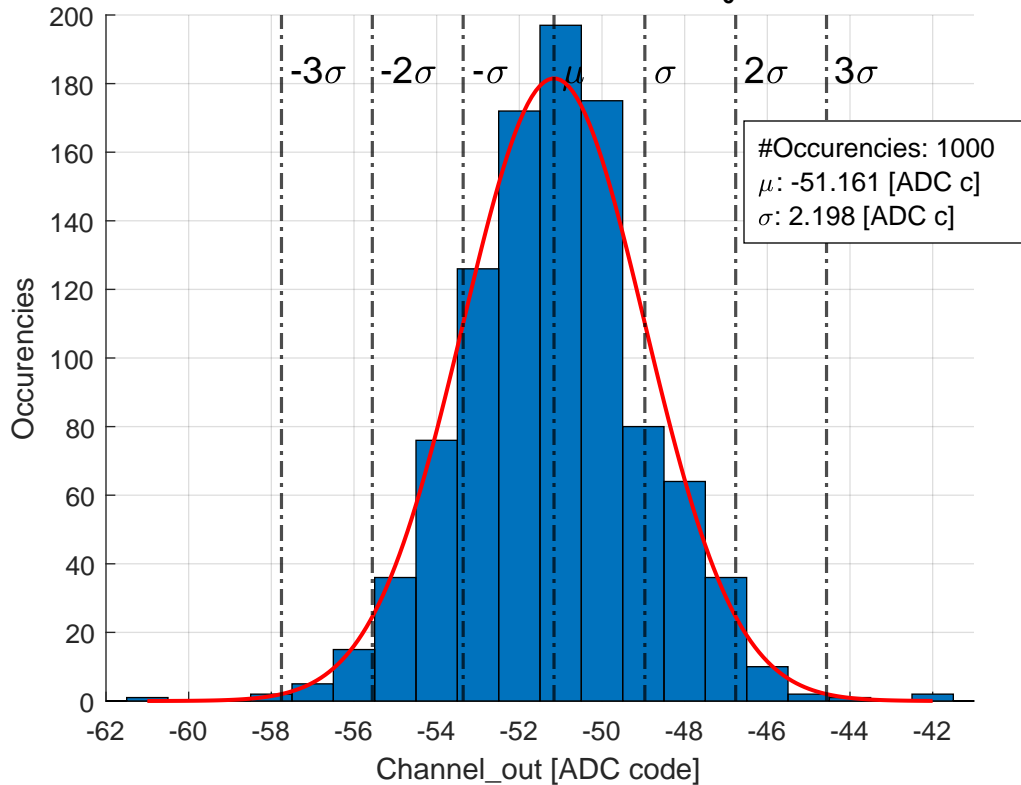 200
180
160
140
120
100
80
60
40
20
0
-3σ -2σ -σ μ σ 2σ 3σ
#Occurencies: 1000
μ: -51.161 [ADC c]
σ: 2.198 [ADC c]
Occurencies
-62 -60 -58 -56 -54 -52 -50 -48 -46 -44 -42
Channel_out [ADC code]